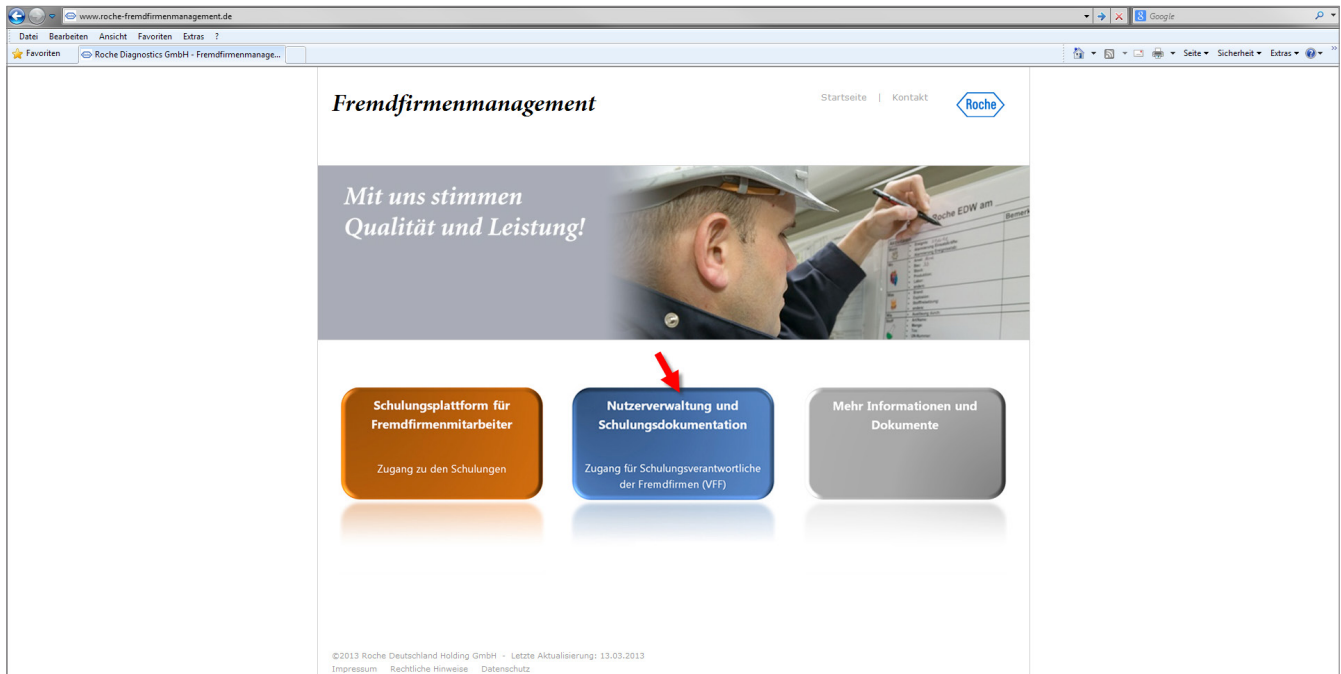 www.roche-fremdfirmenmanagement.de
Google
Datei Bearbeiten Ansicht Favoriten Extras ?
Favoriten
Roche Diagnostics GmbH - Fremdfirmenmanage...
Seite Sicherheit Extras
Fremdfirmenmanagement
Startseite | Kontakt
Roche
Mit uns stimmen
Qualität und Leistung!
Roche EDW am
Schulungsplattform für
Fremdfirmenmitarbeiter
Zugang zu den Schulungen
Nutzerverwaltung und
Schulungsdokumentation
Zugang für Schulungsverantwortliche
der Fremdfirmen (VFF)
Mehr Informationen und
Dokumente
©2013 Roche Deutschland Holding GmbH - Letzte Aktualisierung: 13.03.2013
Impressum Rechtliche Hinweise Datenschutz